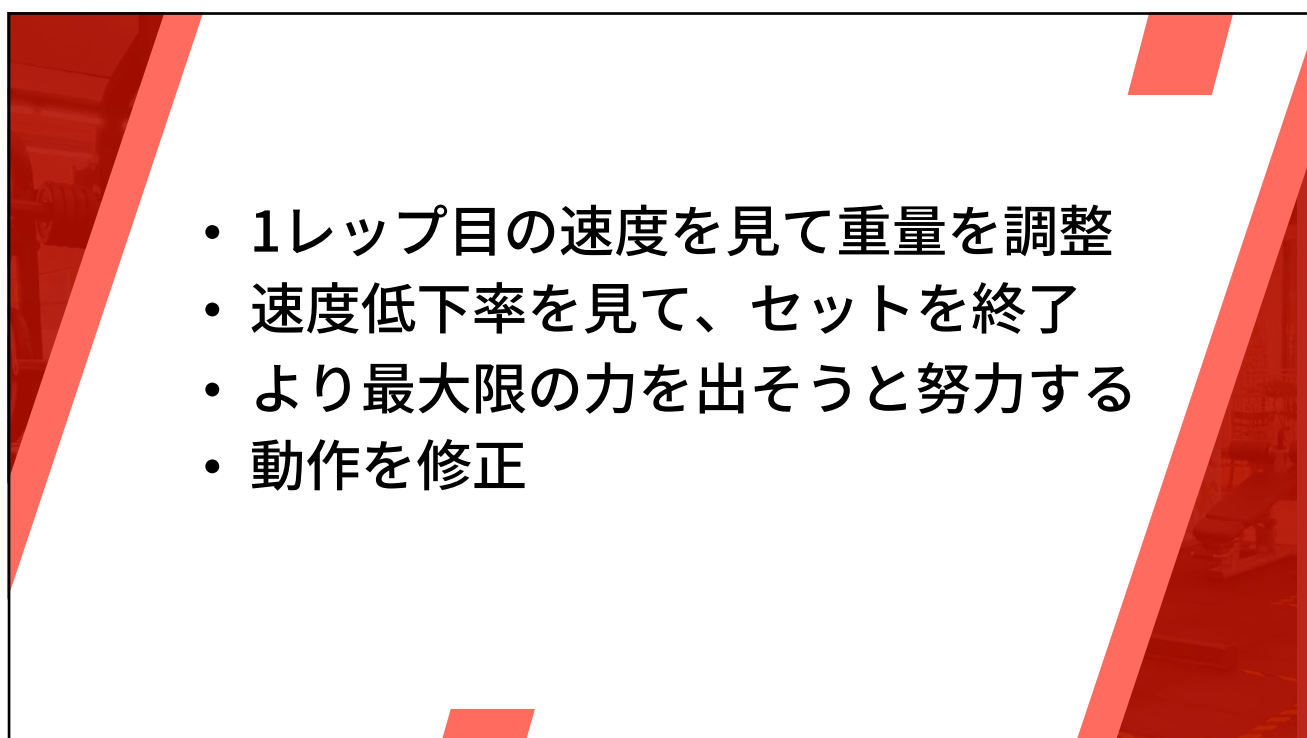 • 1レップ目の速度を見て重量を調整
• 速度低下率を見て、セットを終了
• より最大限の力を出そうと努力する
• 動作を修正